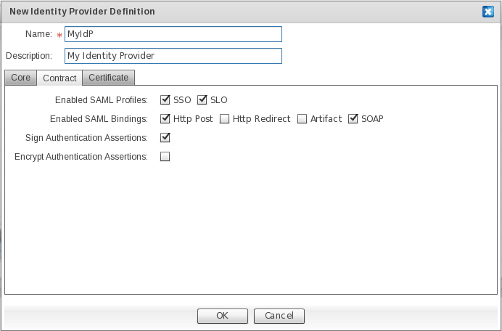 New Identity Provider Definition
Name: * MyIdP
Description: My Identity Provider
Core Contract Certificate
Enabled SAML Profiles: SSO SLO
Enabled SAML Bindings: Http Post Http Redirect Artifact SOAP
Sign Authentication Assertions:
Encrypt Authentication Assertions:
OK Cancel